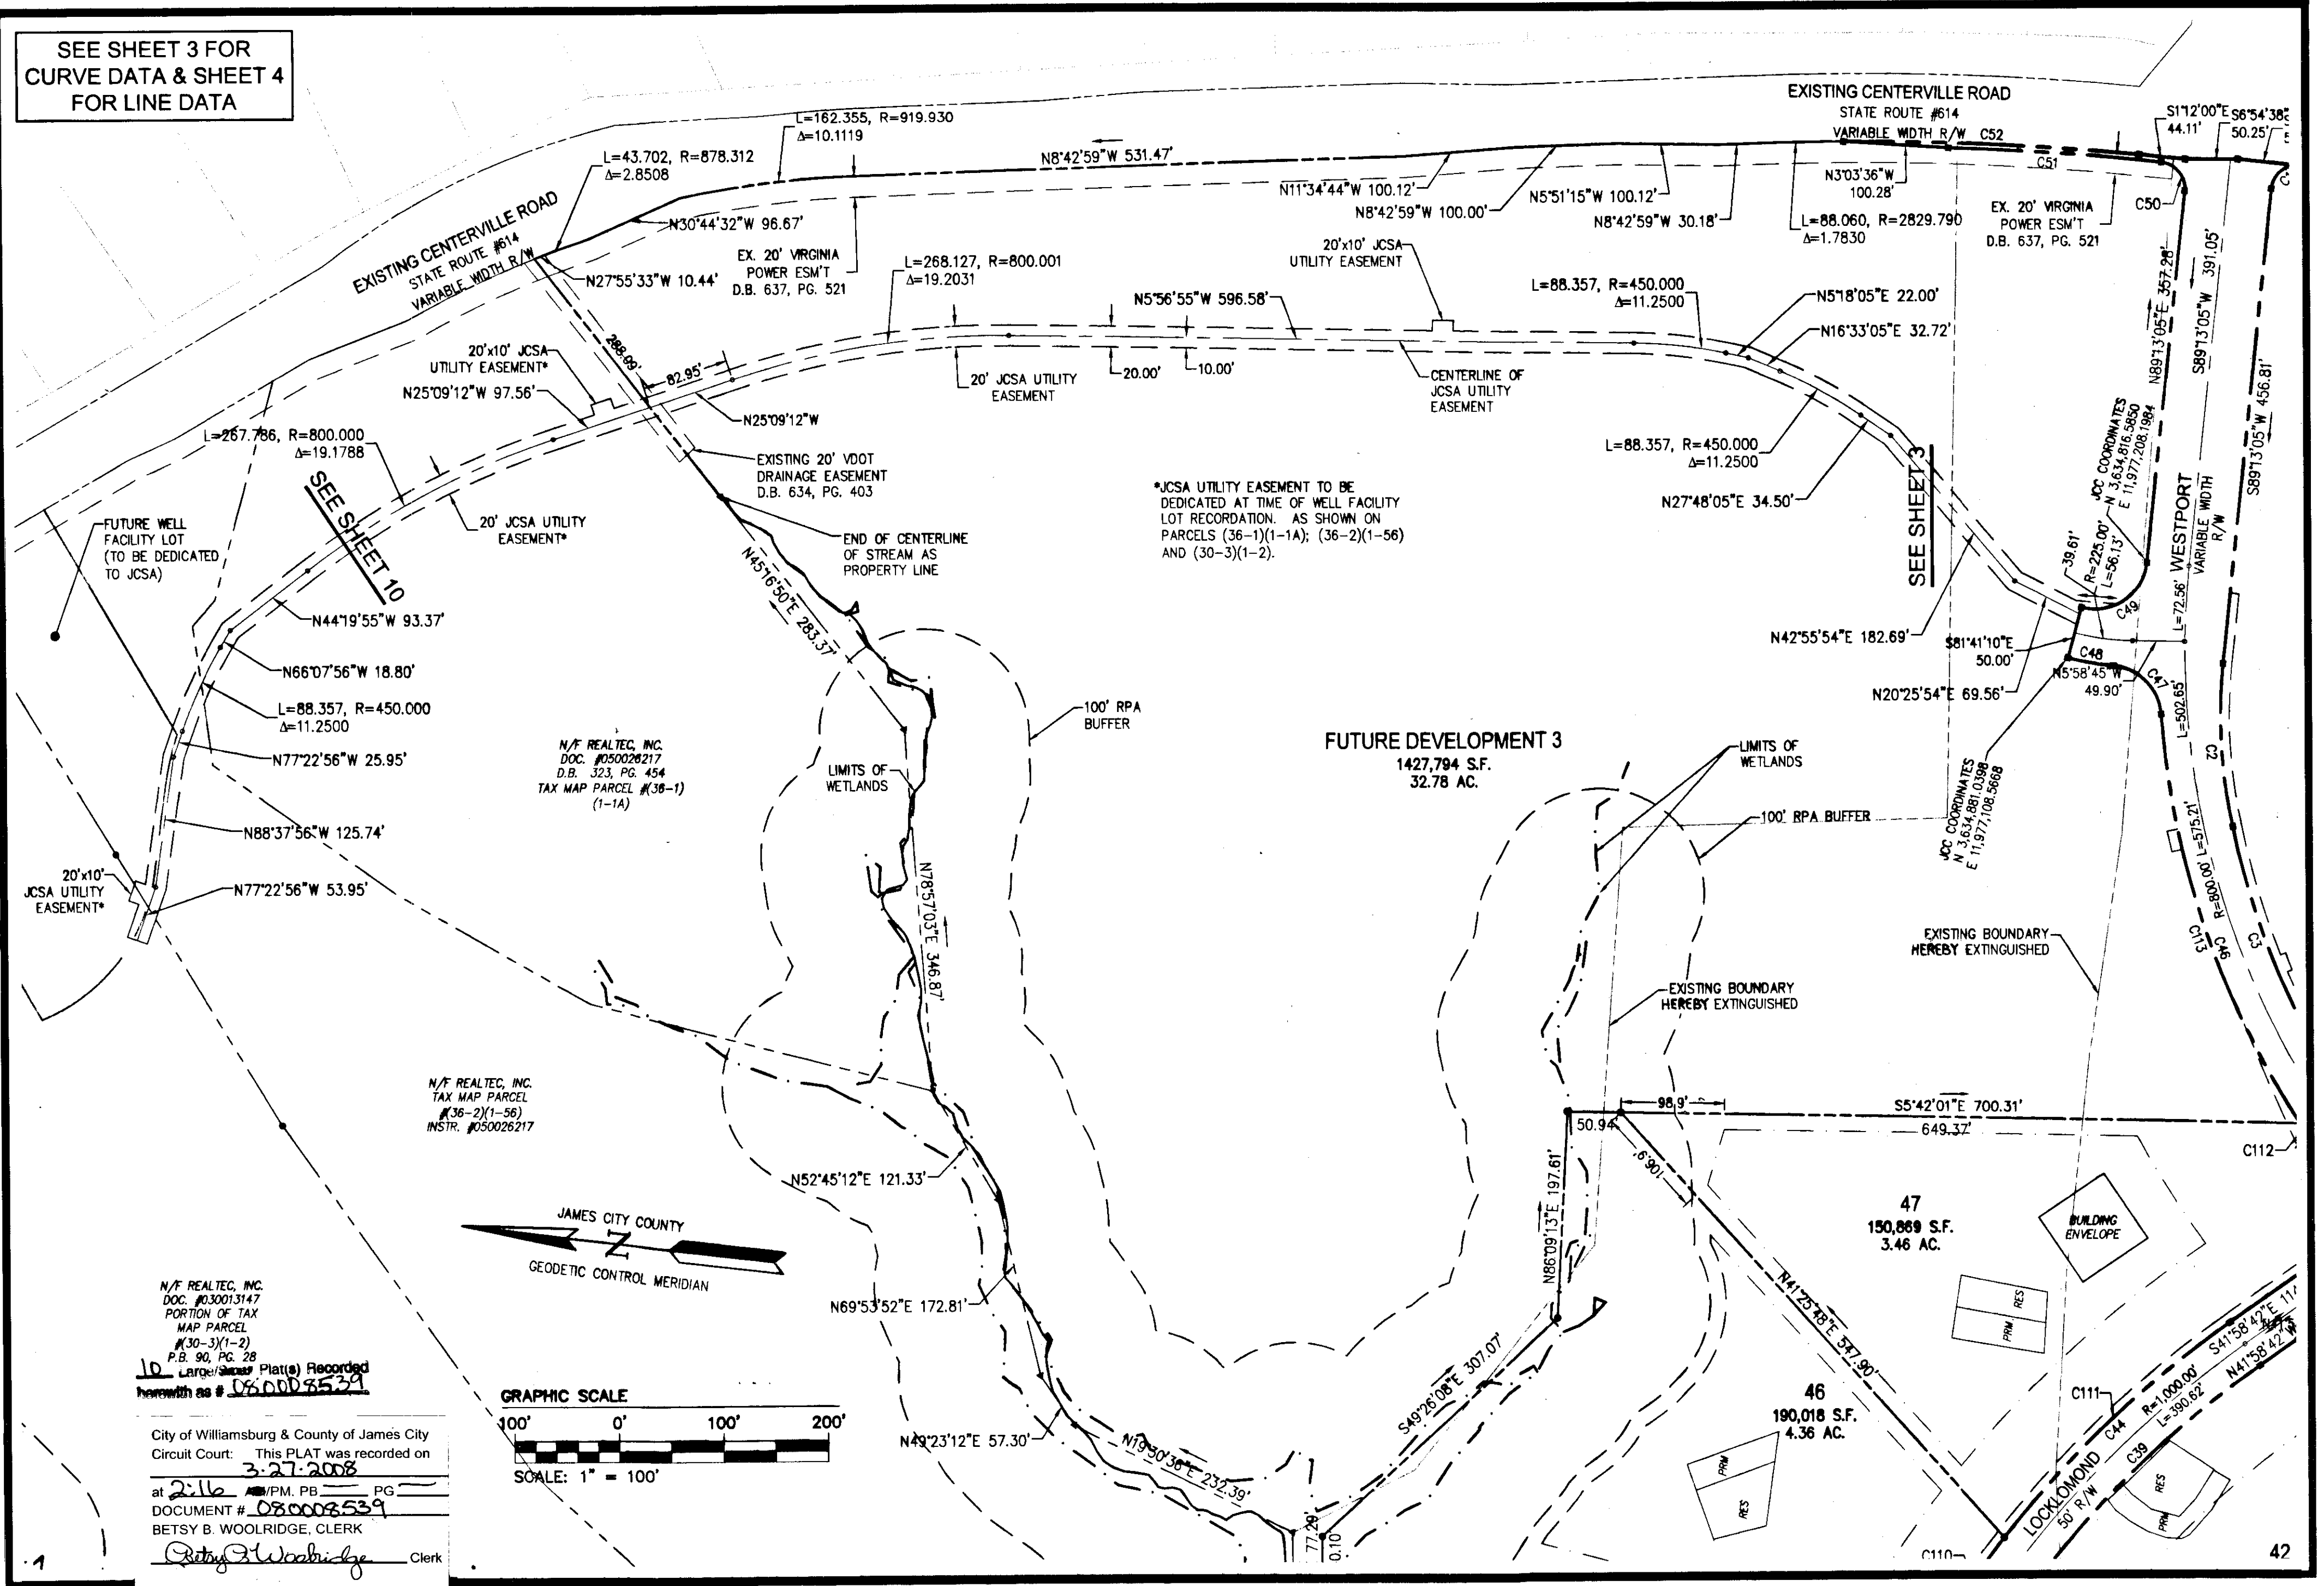 SEE SHEET 3 FOR
CURVE DATA & SHEET 4
FOR LINE DATA
L=162.355, R=919.930
Δ=10.1119
L=43.702, R=878.312
Δ=2.8508
N8°42'59"W 531.47'
EXISTING CENTERVILLE ROAD
STATE ROUTE #614
VARIABLE WIDTH R/W C52
S1°12'00"E
44.11'
S6°54'38"
50.25'
C51
C50
N30°44'32"W 96.67'
N11°34'44"W 100.12'
N8°42'59"W 100.00'
N5°51'15"W 100.12'
N8°42'59"W 30.18'
N3°03'36"W
100.28'
L=88.060, R=2829.790
Δ=1.7830
EX. 20' VIRGINIA
POWER ESM'T
D.B. 637, PG. 521
EXISTING CENTERVILLE ROAD
STATE ROUTE #614
VARIABLE WIDTH R/W
N27°55'33"W 10.44'
EX. 20' VIRGINIA
POWER ESM'T
D.B. 637, PG. 521
L=268.127, R=800.001
Δ=19.2031
20'x10' JCSA
UTILITY EASEMENT
N5°56'55"W 596.58'
L=88.357, R=450.000
Δ=11.2500
N5°18'05"E 22.00'
N16°33'05"E 32.72'
N89°13'05"E 357.28'
S89°13'05"W 391.05'
S89°13'05"W 456.81'
288.09'
82.95'
20'x10' JCSA
UTILITY EASEMENT*
N25°09'12"W 97.56'
N25°09'12"W
20' JCSA UTILITY
EASEMENT
20.00'
10.00'
CENTERLINE OF
JCSA UTILITY
EASEMENT
L=267.786, R=800.000
Δ=19.1788
SEE SHEET 10
EXISTING 20' VDOT
DRAINAGE EASEMENT
D.B. 634, PG. 403
L=88.357, R=450.000
Δ=11.2500
N27°48'05"E 34.50'
SEE SHEET 3
JCC COORDINATES
N 3,634,816.5850
E 11,977,208.1984
WESTPORT
VARIABLE WIDTH
R/W
FUTURE WELL
FACILITY LOT
(TO BE DEDICATED
TO JCSA)
20' JCSA UTILITY
EASEMENT*
END OF CENTERLINE
OF STREAM AS
PROPERTY LINE
*JCSA UTILITY EASEMENT TO BE
DEDICATED AT TIME OF WELL FACILITY
LOT RECORDATION. AS SHOWN ON
PARCELS (36-1)(1-1A); (36-2)(1-56)
AND (30-3)(1-2).
39.61'
R=225.00'
L=56.13'
C49
L=72.56'
N44°19'55"W 93.37'
N45°16'50"E 283.37'
N42°55'54"E 182.69'
S81°41'10"E
50.00'
C48
N5°58'45"W
49.90'
C47
N66°07'56"W 18.80'
N20°25'54"E 69.56'
L=502.65'
L=88.357, R=450.000
Δ=11.2500
100' RPA
BUFFER
FUTURE DEVELOPMENT 3
1427,794 S.F.
32.78 AC.
LIMITS OF
WETLANDS
C2
N77°22'56"W 25.95'
N/F REALTEC, INC.
DOC. #050026217
D.B. 323, PG. 454
TAX MAP PARCEL #(36-1)
(1-1A)
LIMITS OF
WETLANDS
JCC COORDINATES
N 3,634,881.0398
E 11,977,108.5668
100' RPA BUFFER
N88°37'56"W 125.74'
R=800.00' L=575.21'
20'x10'
JCSA UTILITY
EASEMENT*
N77°22'56"W 53.95'
N78°57'03"E 346.87'
C113
C46
C3
EXISTING BOUNDARY
HEREBY EXTINGUISHED
EXISTING BOUNDARY
HEREBY EXTINGUISHED
N/F REALTEC, INC.
TAX MAP PARCEL
#(36-2)(1-56)
INSTR. #050026217
98.9'
S5°42'01"E 700.31'
50.94'
649.37'
C112
106.9'
N52°45'12"E 121.33'
N86°09'13"E 197.61'
47
150,869 S.F.
3.46 AC.
BUILDING
ENVELOPE
JAMES CITY COUNTY
N
GEODETIC CONTROL MERIDIAN
N69°53'52"E 172.81'
N41°25'48"E 547.90'
RES
PRM
N/F REALTEC, INC.
DOC. #030013147
PORTION OF TAX
MAP PARCEL
#(30-3)(1-2)
P.B. 90, PG. 28
10 Large/Small Plat(s) Recorded
herewith as # 080008539
S41°58'42"E
N41°58'42"W
GRAPHIC SCALE
100' 0' 100' 200'
SCALE: 1" = 100'
S49°26'08"E 307.07'
46
190,018 S.F.
4.36 AC.
C111
R=1,000.00'
C44
L=390.62'
C39
N49°23'12"E 57.30'
N19°30'36"E 232.39'
PRM
RES
LOCKLOMOND
50' R/W
RES
PRM
City of Williamsburg & County of James City
Circuit Court: This PLAT was recorded on
3-27-2008
at 2:16 AM/PM. PB PG
DOCUMENT # 080008539
BETSY B. WOOLRIDGE, CLERK
Betsy B Woolridge Clerk
77.29'
0.10'
C110
42